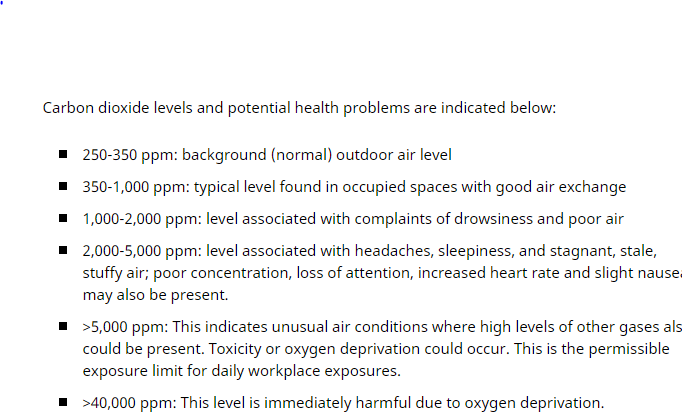 Carbon dioxide levels and potential health problems are indicated below:
250-350 ppm: background (normal) outdoor air level
350-1,000 ppm: typical level found in occupied spaces with good air exchange
1,000-2,000 ppm: level associated with complaints of drowsiness and poor air
2,000-5,000 ppm: level associated with headaches, sleepiness, and stagnant, stale,
stuffy air; poor concentration, loss of attention, increased heart rate and slight nausea
may also be present.
>5,000 ppm: This indicates unusual air conditions where high levels of other gases als
could be present. Toxicity or oxygen deprivation could occur. This is the permissible
exposure limit for daily workplace exposures.
>40,000 ppm: This level is immediately harmful due to oxygen deprivation.